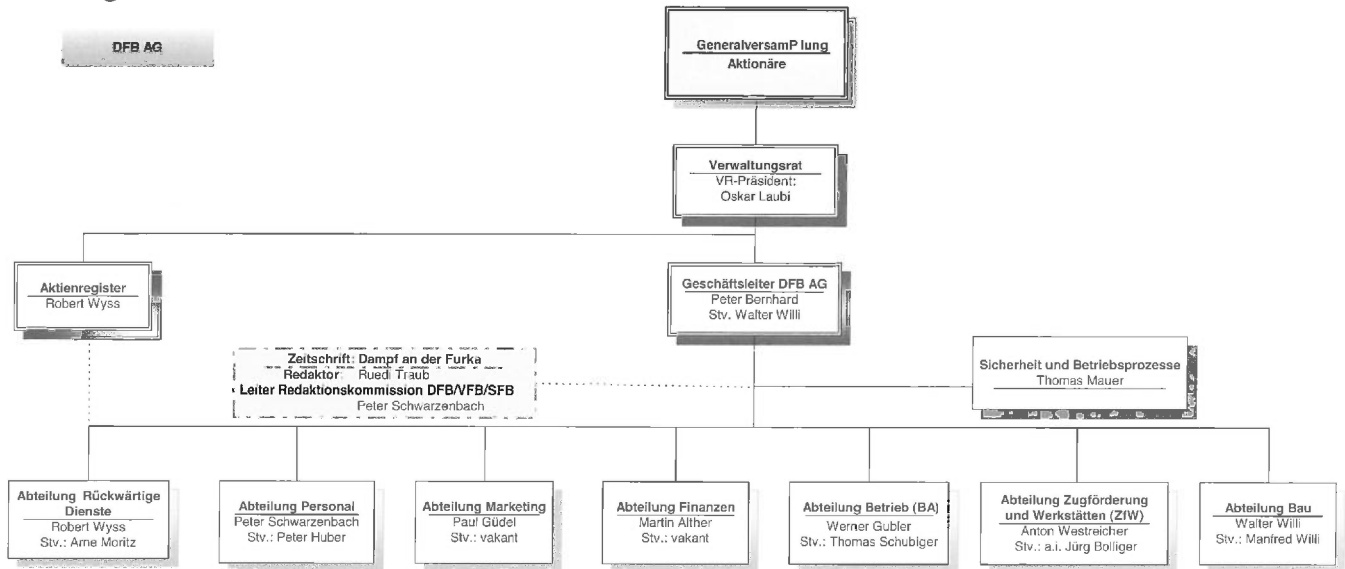 DFB AG
GeneralversamP lung
Aktionäre
Verwaltungsrat
VR-Präsident:
Oskar Laubi
Aktienregister
Robert Wyss
Geschäftsleiter DFB AG
Peter Bernhard
Stv. Walter Willi
Zeitschrift: Dampf an der Furka
Redaktor: Ruedi Traub
Leiter Redaktionskommission DFB/VFB/SFB
Peter Schwarzenbach
Sicherheit und Betriebsprozesse
Thomas Mauer
Abteilung Rückwärtige
Dienste
Robert Wyss
Stv.: Arne Moritz
Abteilung Personal
Peter Schwarzenbach
Stv.: Peter Huber
Abteilung Marketing
Paul Güdel
Stv.: vakant
Abteilung Finanzen
Martin Alther
Stv.: vakant
Abteilung Betrieb (BA)
Werner Gubler
Stv.: Thomas Schubiger
Abteilung Zugförderung
und Werkstätten (ZfW)
Anton Westreicher
Stv.: a.i. Jürg Bolliger
Abteilung Bau
Walter Willi
Stv.: Manfred Willi